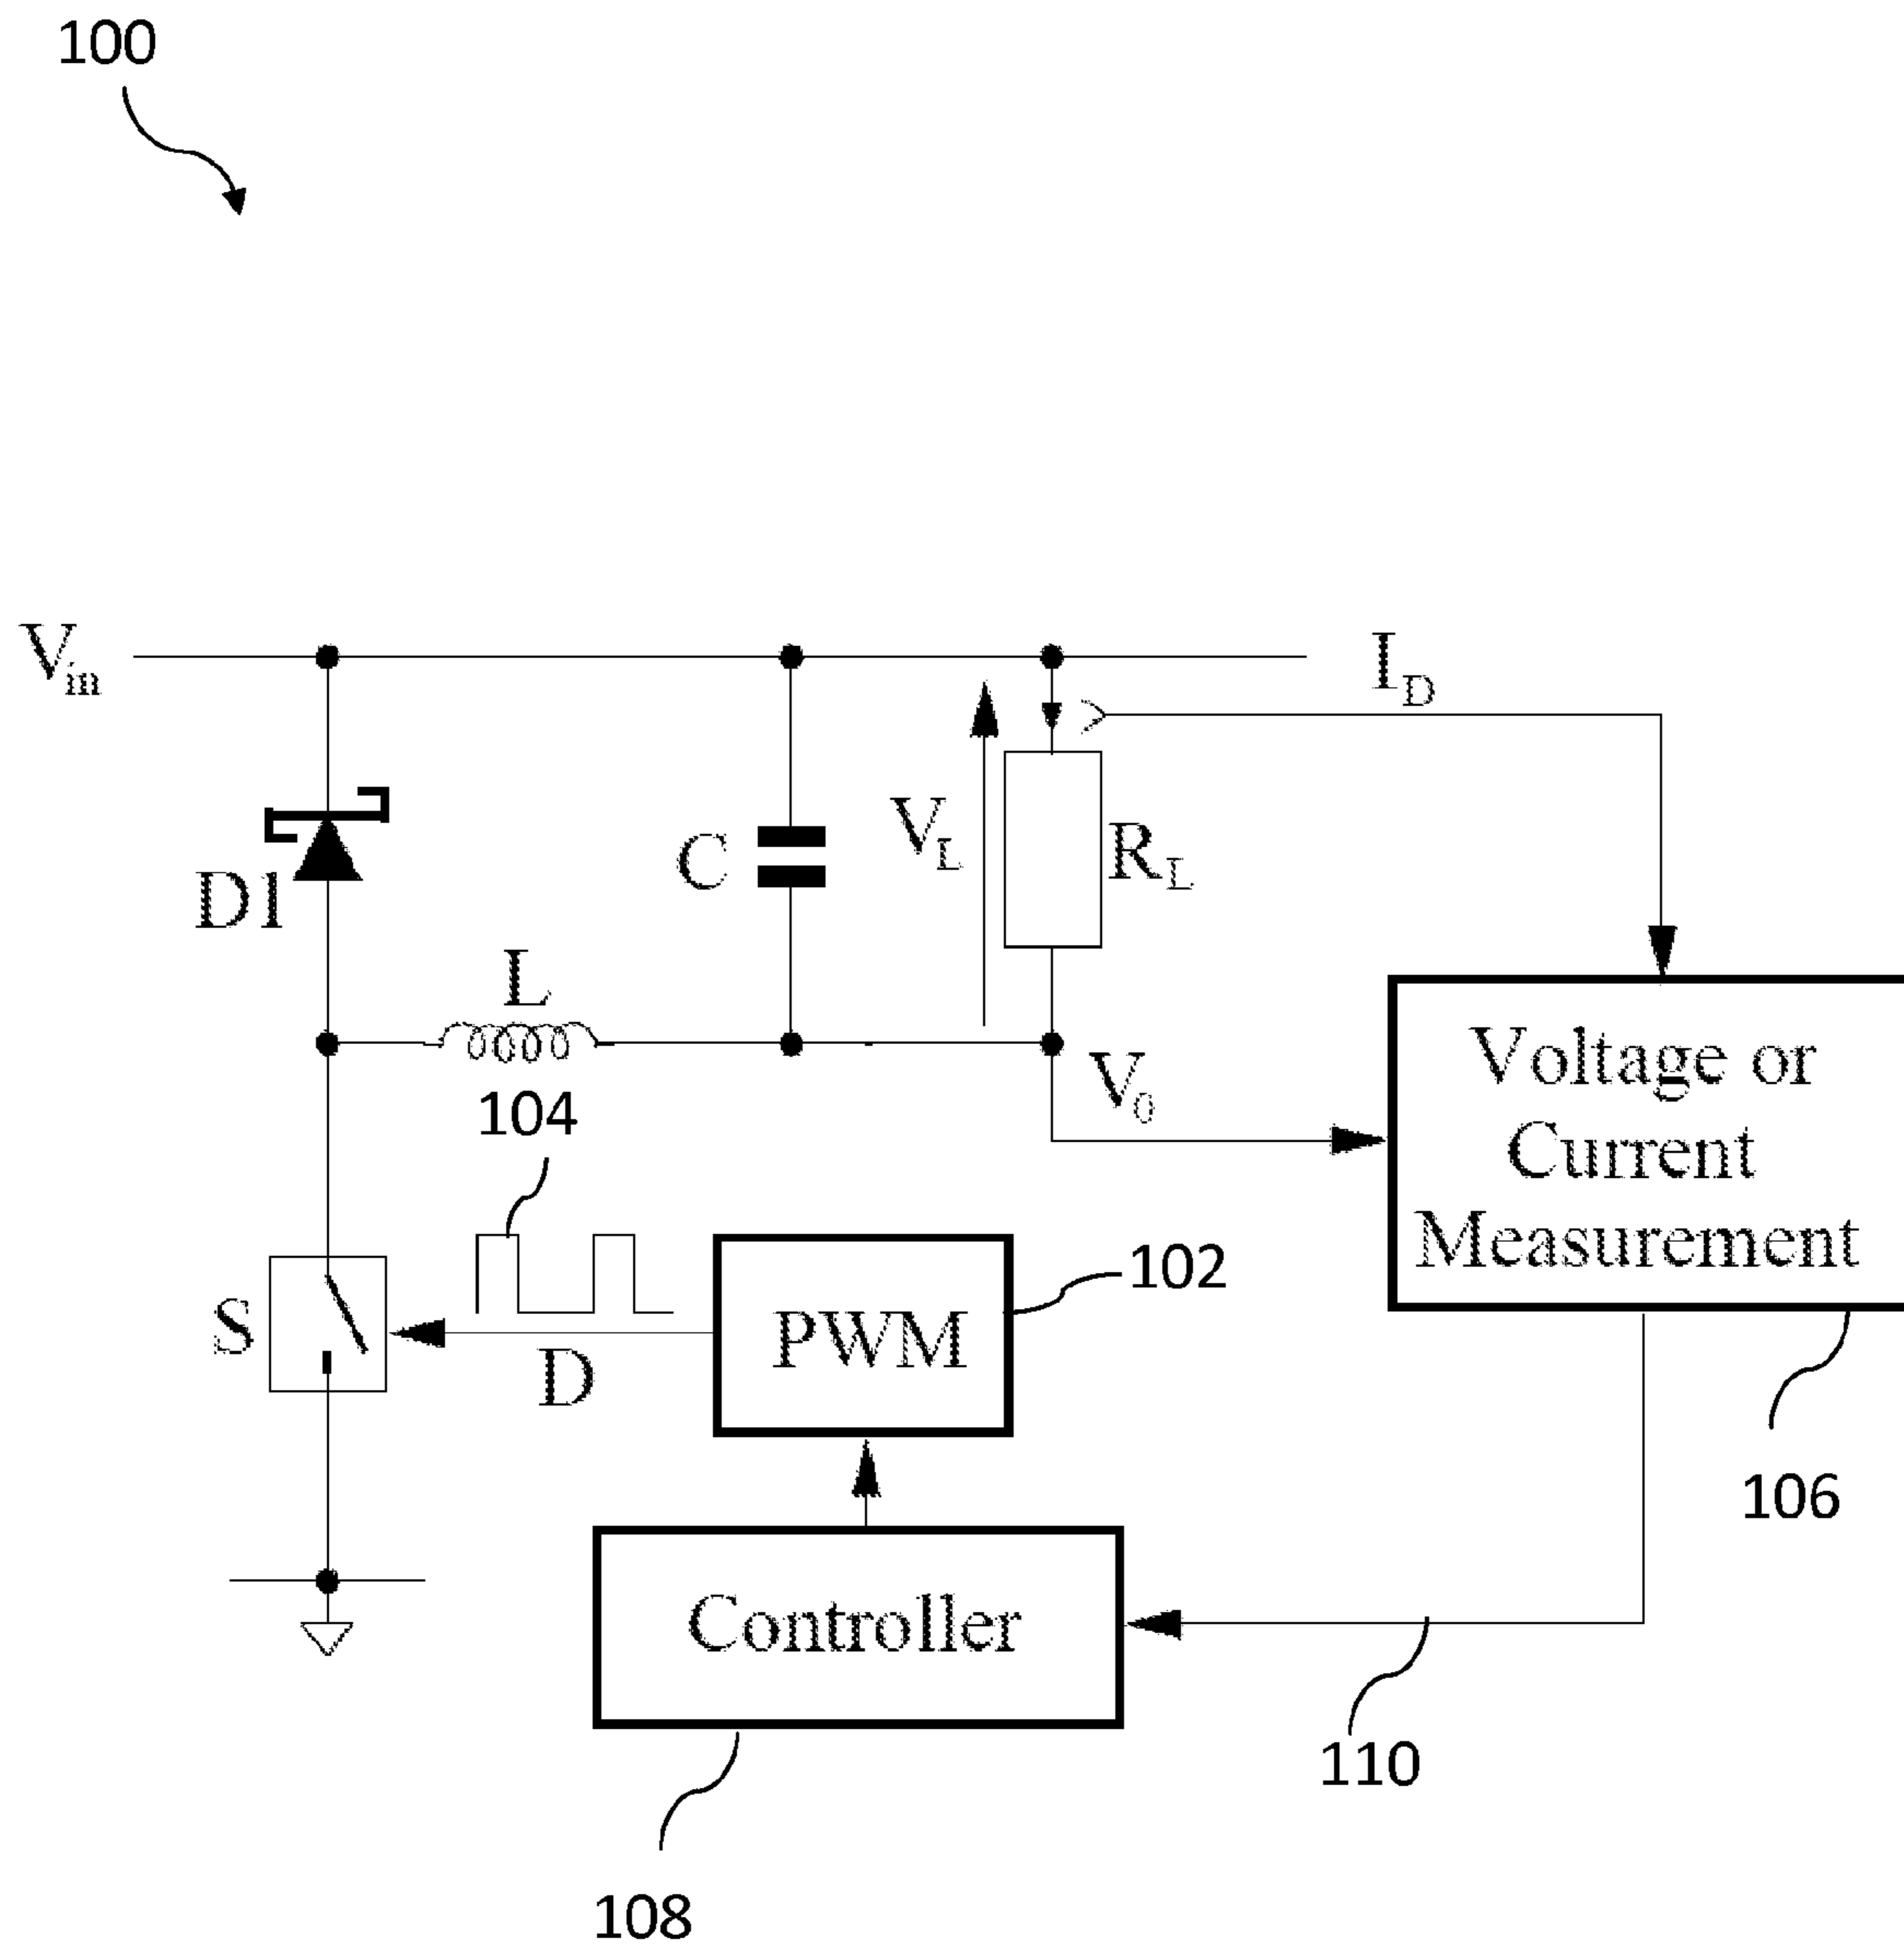 100
Vin
ID
D1
C
VL
RL
L
104
V0
Voltage or
Current
Measurement
S
D
PWM
102
106
Controller
110
108